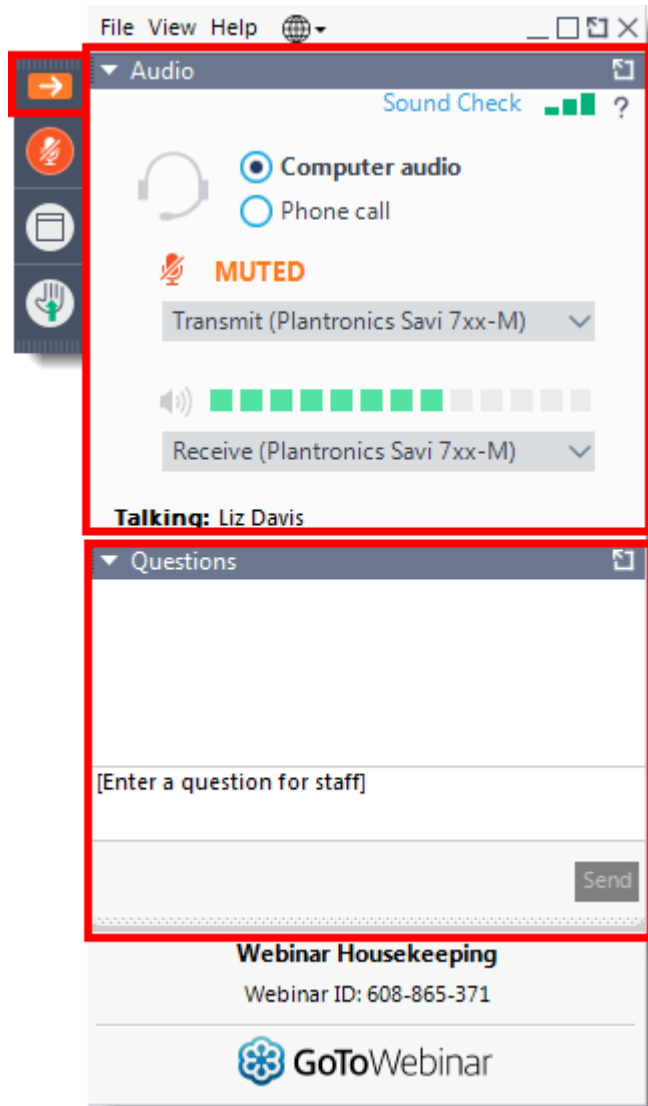 File View Help
Audio
Sound Check ?
Computer audio
Phone call
MUTED
Transmit (Plantronics Savi 7xx-M)
Receive (Plantronics Savi 7xx-M)
Talking: Liz Davis
Questions
[Enter a question for staff]
Send
Webinar Housekeeping
Webinar ID: 608-865-371
GoToWebinar